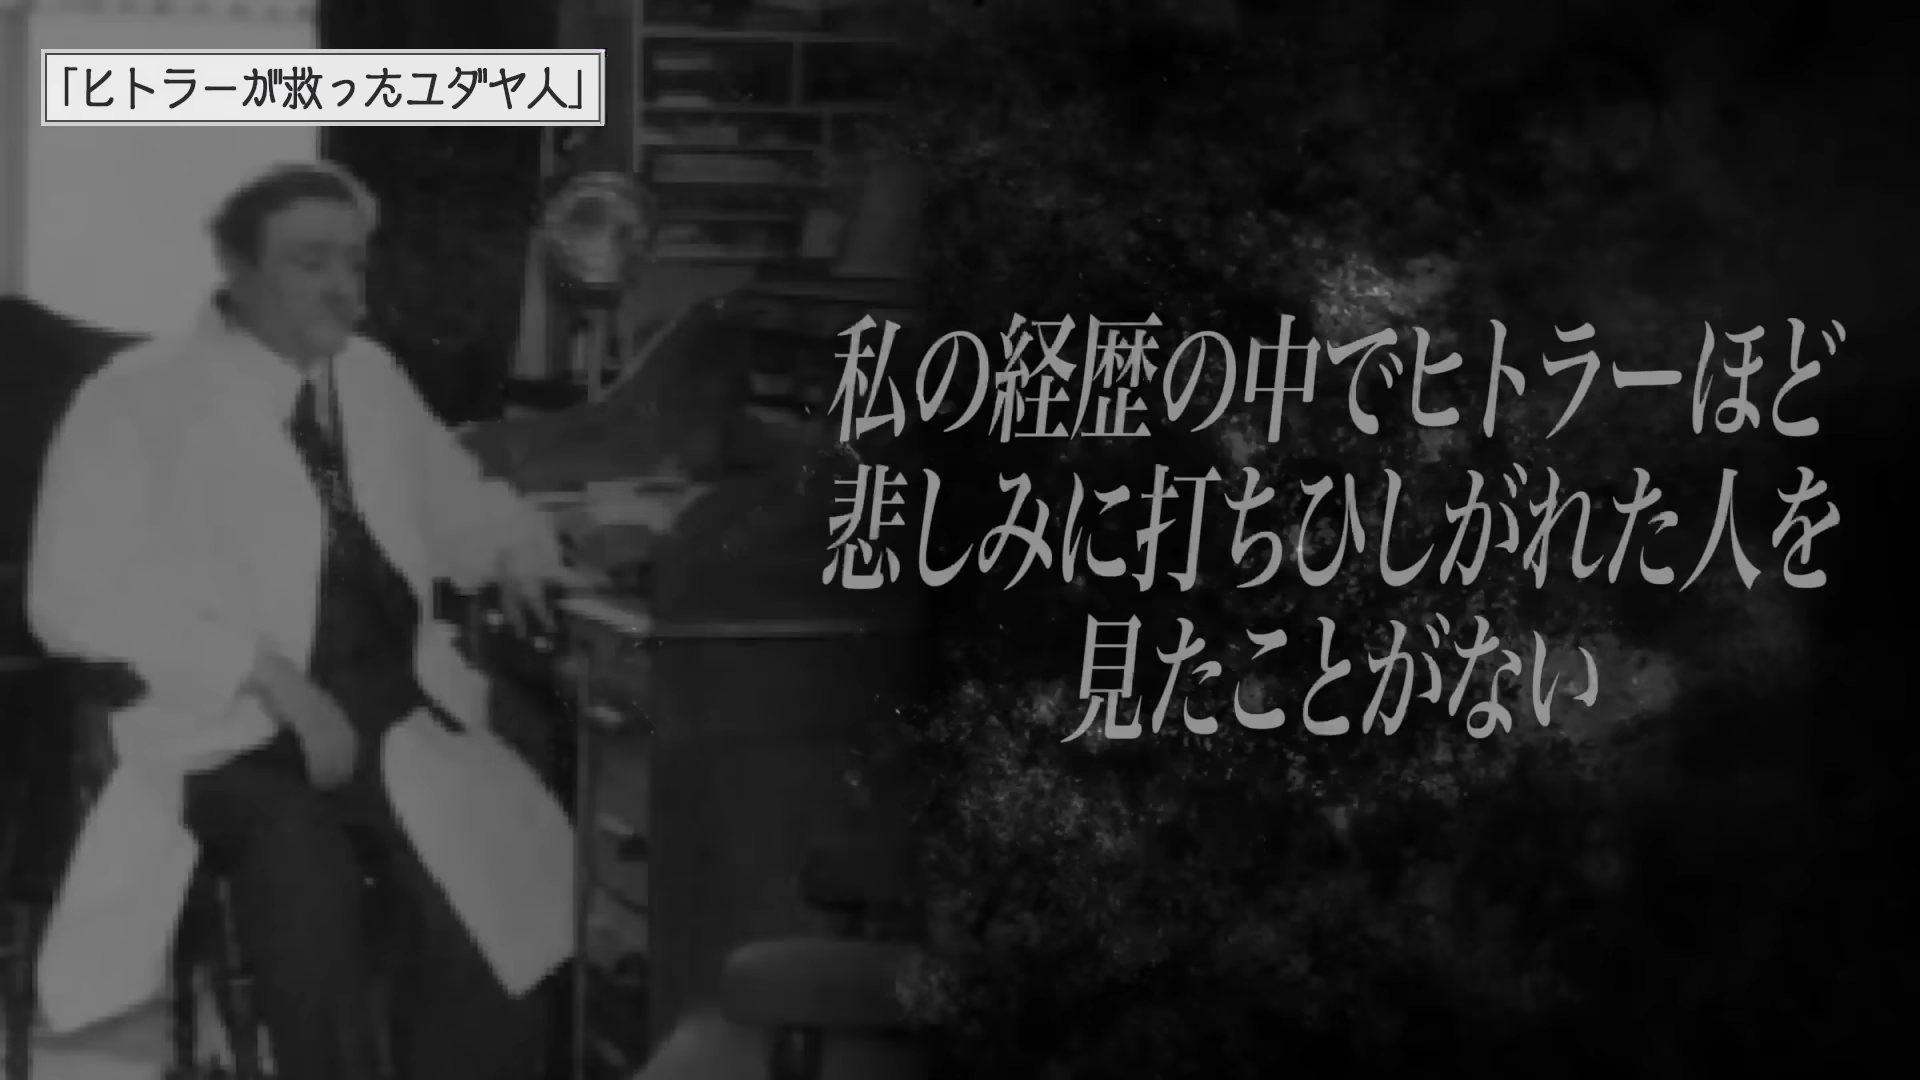 「ヒトラーが救ったユダヤ人」
私の経歴の中でヒトラーほど
悲しみに打ちひしがれた人を
見たことがない